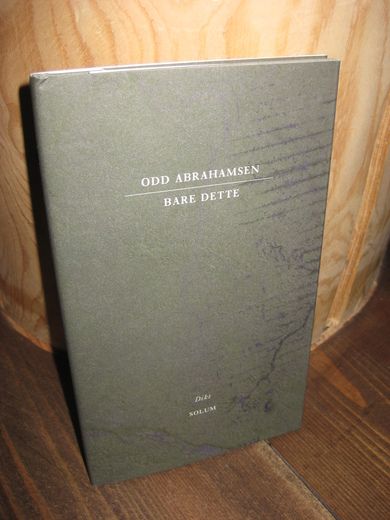 ODD ABRAHAMSEN
BARE DETTE
Dikt
SOLUM